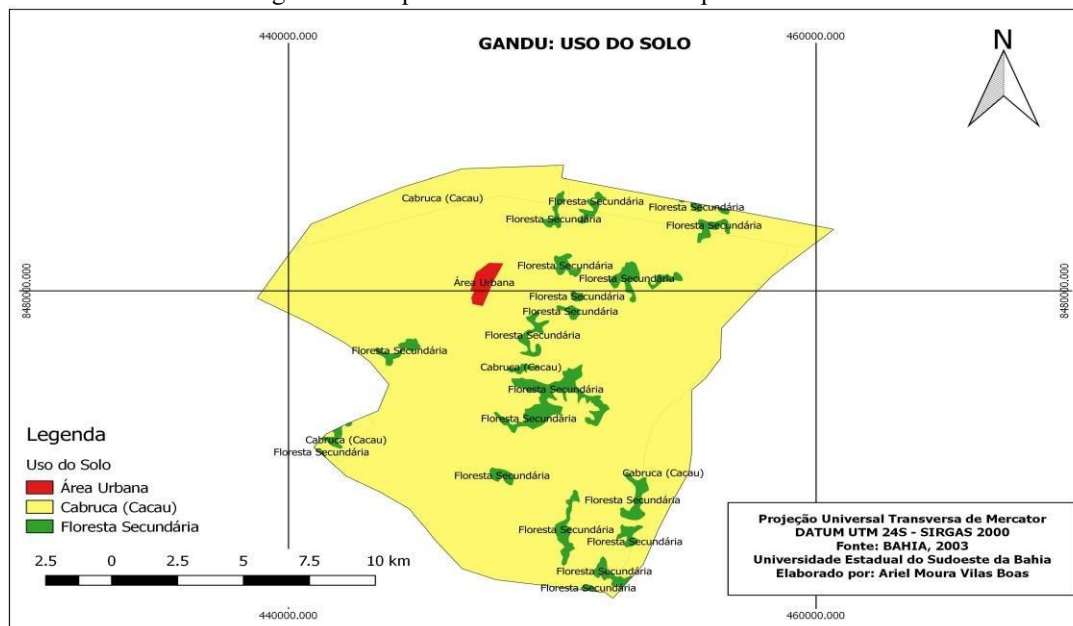 440000.000
460000.000
GANDU: USO DO SOLO
N
Cabruca (Cacau)
Floresta Secundária
Floresta Secundária
Floresta Secundária
Floresta Secundária
Floresta Secundária
Floresta Secundária
Área Urbana
8480000.000
8480000.000
Floresta Secundária
Floresta Secundária
Floresta Secundária
Floresta Secundária
Cabruca (Cacau)
Floresta Secundária
Floresta Secundária
Cabruca (Cacau)
Floresta Secundária
Floresta Secundária
Cabruca (Cacau)
Floresta Secundária
Floresta Secundária
Floresta Secundária
Floresta Secundária
Floresta Secundária
Legenda
Uso do Solo
Área Urbana
Cabruca (Cacau)
Floresta Secundária
2.5 0 2.5 5 7.5 10 km
Projeção Universal Transversa de Mercator
DATUM UTM 24S - SIRGAS 2000
Fonte: BAHIA, 2003
Universidade Estadual do Sudoeste da Bahia
Elaborado por: Ariel Moura Vilas Boas
440000.000
460000.000